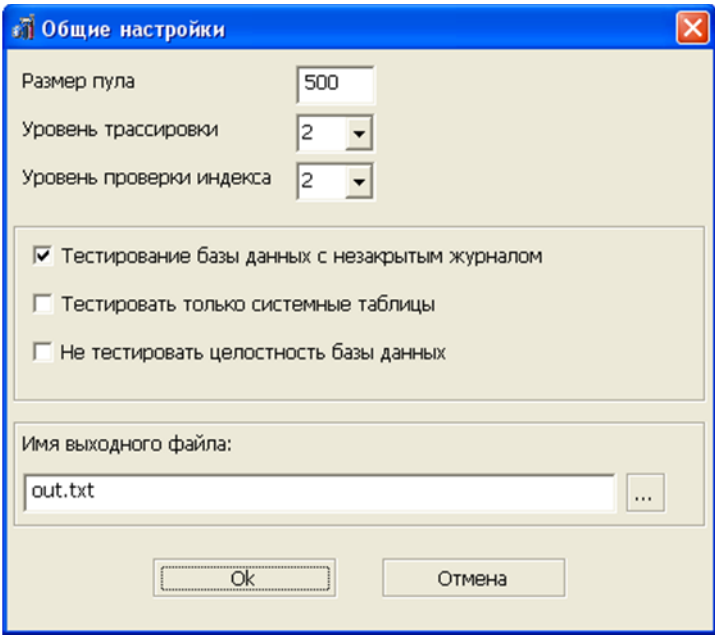 Общие настройки
Размер пула 500
Уровень трассировки 2
Уровень проверки индекса 2
Тестирование базы данных с незакрытым журналом
Тестировать только системные таблицы
Не тестировать целостность базы данных
Имя выходного файла:
out.txt ...
Ok Отмена